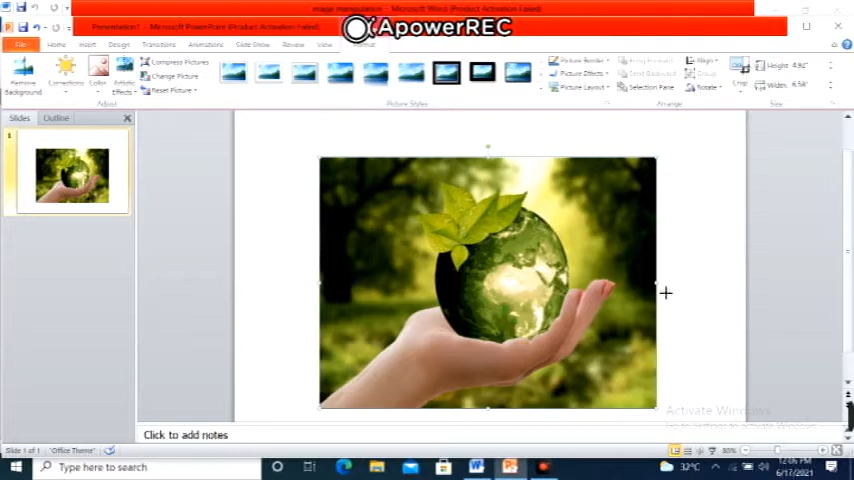 image manipulation - Microsoft Word (Product Activation Failed)
Presentation1 - Microsoft PowerPoint (Product Activation Failed)
ApowerREC
File Home Insert Design Transitions Animations Slide Show Review View Format
Remove Background
Corrections
Color
Artistic Effects
Compress Pictures
Change Picture
Reset Picture
Picture Border
Picture Effects
Picture Layout
Bring Forward
Send Backward
Selection Pane
Align
Group
Rotate
Crop
Height: 4.92"
Width: 6.56"
Adjust Picture Styles Arrange Size
Slides Outline
1
Activate Windows
Go to Settings to activate Windows.
Click to add notes
Slide 1 of 1 "Office Theme" 80%
Type here to search
32°C
12:06 PM
6/17/2021